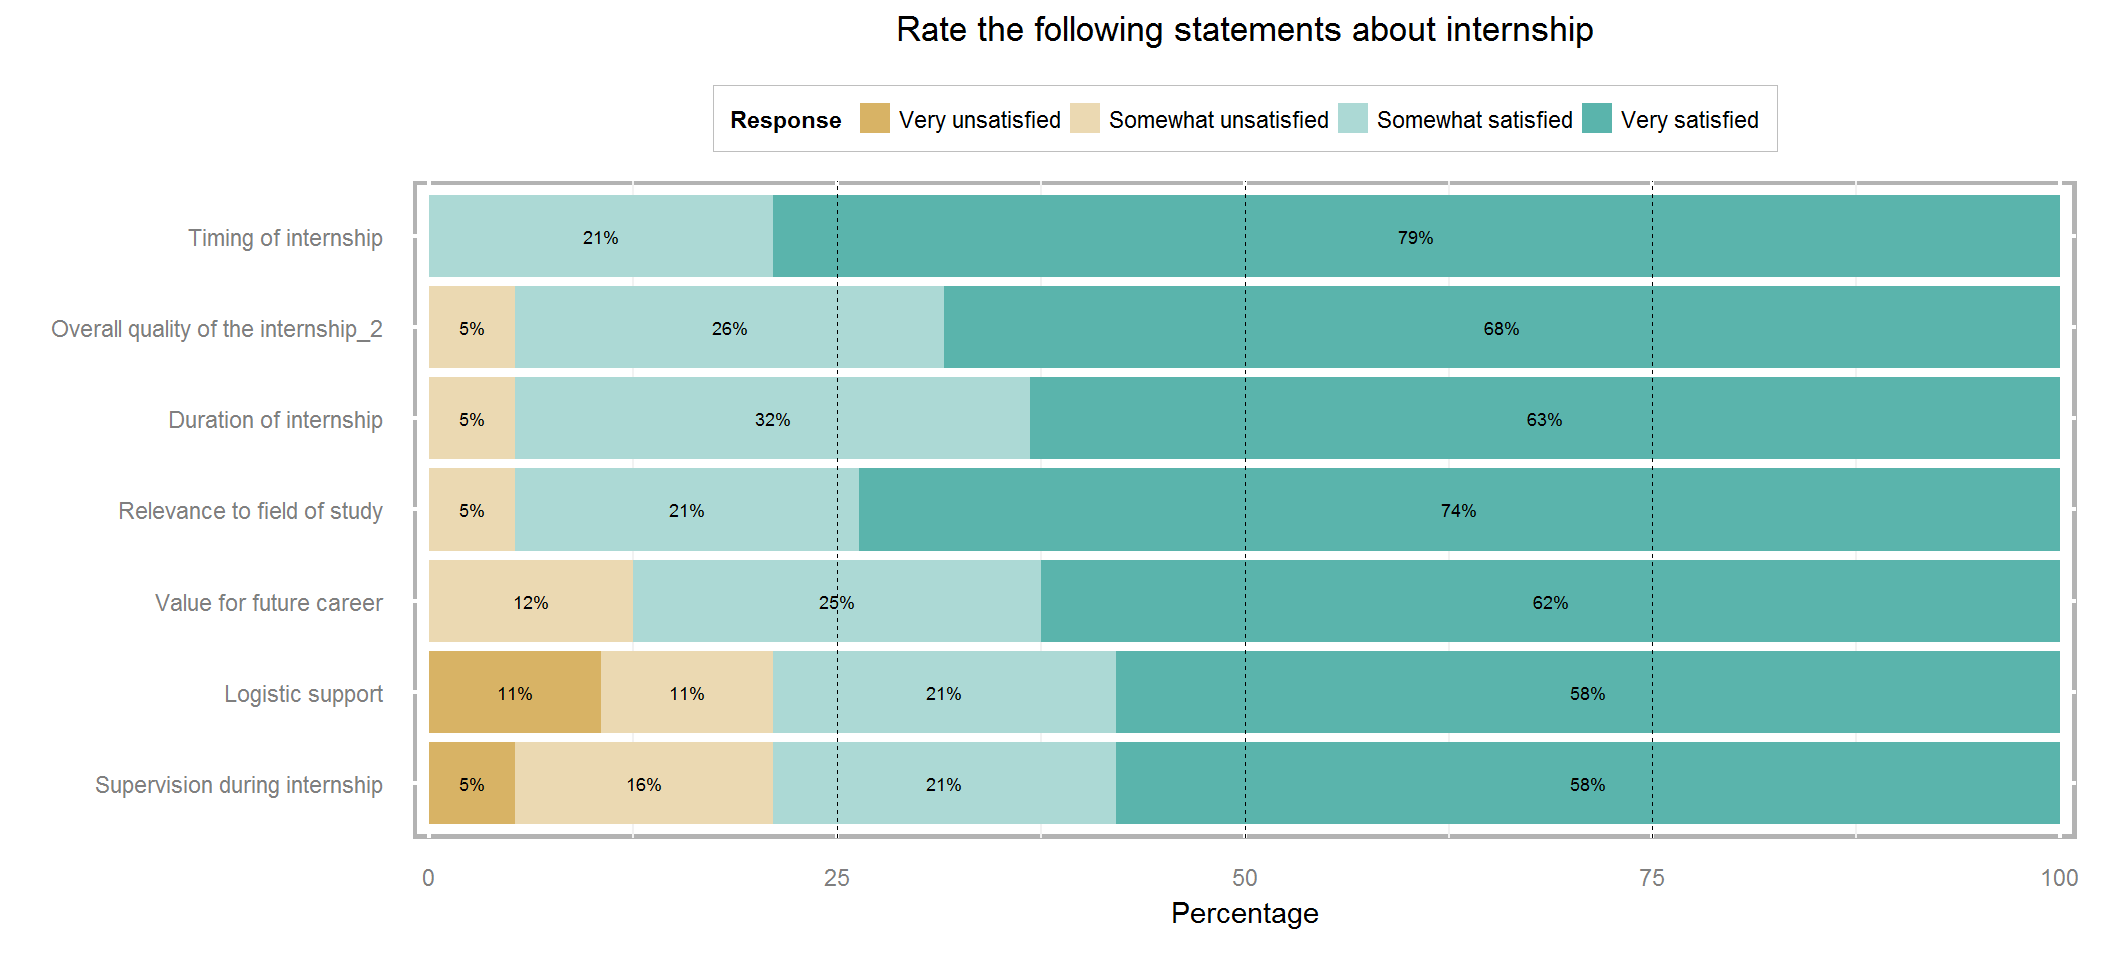 Rate the following statements about internship
Response Very unsatisfied Somewhat unsatisfied Somewhat satisfied Very satisfied
Timing of internship 21% 79%
Overall quality of the internship_2 5% 26% 68%
Duration of internship 5% 32% 63%
Relevance to field of study 5% 21% 74%
Value for future career 12% 25% 62%
Logistic support 11% 11% 21% 58%
Supervision during internship 5% 16% 21% 58%
0 25 50 75 100
Percentage